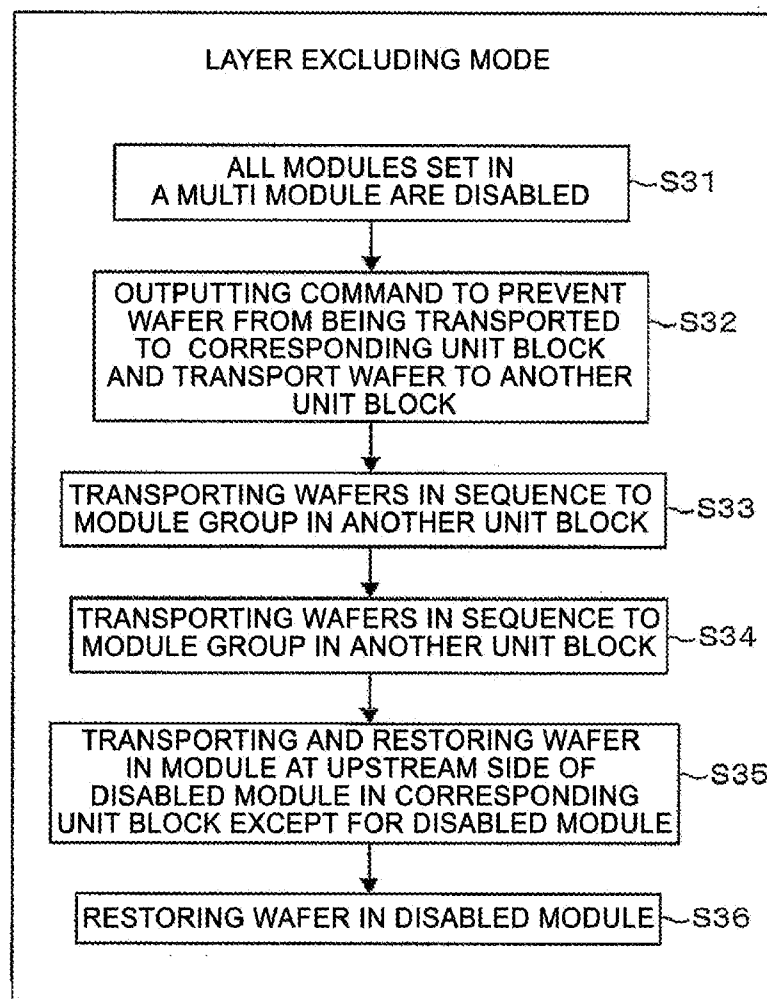 LAYER EXCLUDING MODE
ALL MODULES SET IN
A MULTI MODULE ARE DISABLED
S31
OUTPUTTING COMMAND TO PREVENT
WAFER FROM BEING TRANSPORTED
TO CORRESPONDING UNIT BLOCK
AND TRANSPORT WAFER TO ANOTHER
UNIT BLOCK
S32
TRANSPORTING WAFERS IN SEQUENCE TO
MODULE GROUP IN ANOTHER UNIT BLOCK
S33
TRANSPORTING WAFERS IN SEQUENCE TO
MODULE GROUP IN ANOTHER UNIT BLOCK
S34
TRANSPORTING AND RESTORING WAFER
IN MODULE AT UPSTREAM SIDE OF
DISABLED MODULE IN CORRESPONDING
UNIT BLOCK EXCEPT FOR DISABLED MODULE
S35
RESTORING WAFER IN DISABLED MODULE
S36